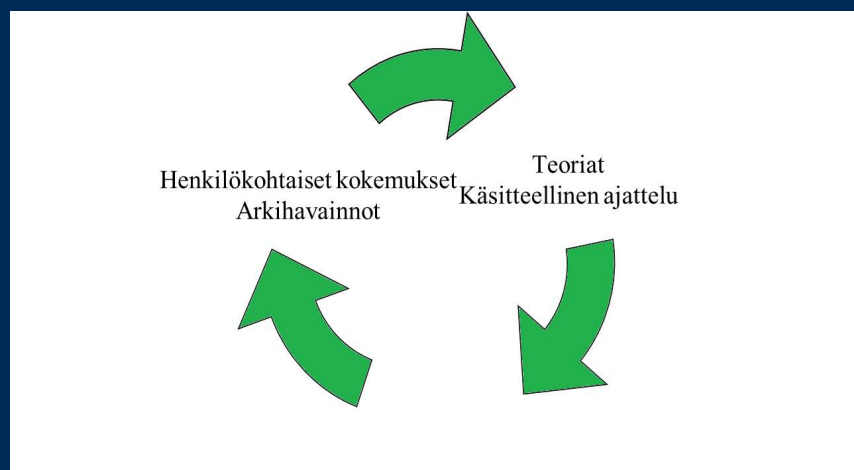 Henkilökohtaiset kokemukset
Arkihavainnot
Teoriat
Käsitteellinen ajattelu